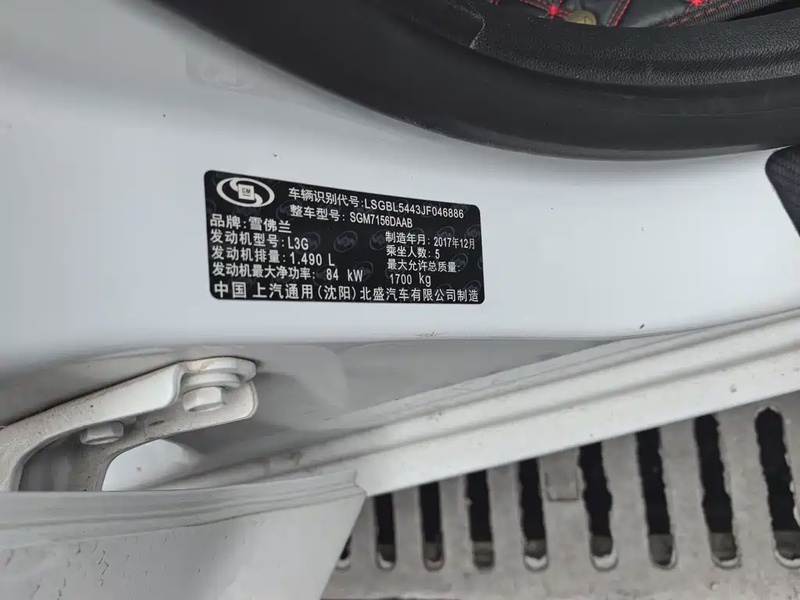 GM
车辆识别代号:LSGBL5443JF046886
整车型号: SGM7156DAAB
品牌: 雪佛兰
发动机型号: L3G
制造年月: 2017年12月
发动机排量: 1.490 L
乘坐人数: 5
发动机最大净功率: 84 kW
最大允许总质量:
1700 kg
中国 上汽通用(沈阳)北盛汽车有限公司制造